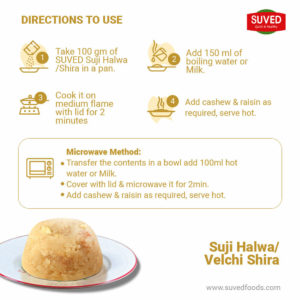 DIRECTIONS TO USE
SUVED
1
Take 100 gm of
SUVED Suji Halwa
/Shira in a pan.
2
Add 150 ml of
boiling water or
Milk.
3
Cook it on
medium flame
with lid for 2
minutes
4
Add cashew & raisin as
required, serve hot.
Microwave Method:
Transfer the contents in a bowl add 100ml hot
water or Milk.
Cover with lid & microwave it for 2min.
Add cashew & raisin as required, serve hot.
Suji Halwa/
Velchi Shira
www.suvedfoods.com